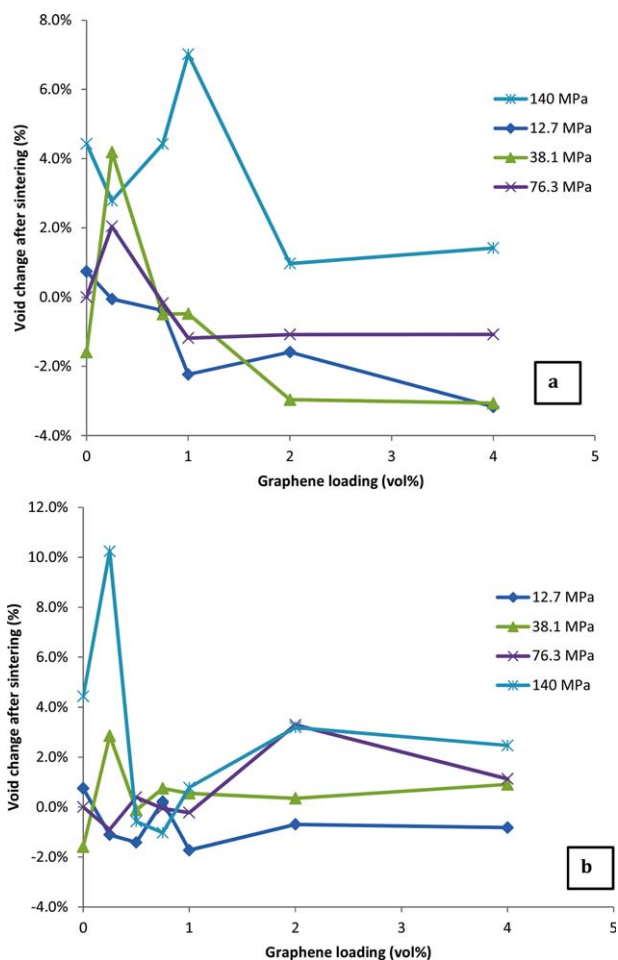 8.0%
6.0%
4.0%
2.0%
0.0%
-2.0%
-4.0%
Void change after sintering (%)
140 MPa
12.7 MPa
38.1 MPa
76.3 MPa
a
0 1 2 3 4 5
Graphene loading (vol%)
12.0%
10.0%
8.0%
6.0%
4.0%
2.0%
0.0%
-2.0%
-4.0%
Void change after sintering (%)
12.7 MPa
38.1 MPa
76.3 MPa
140 MPa
b
0 1 2 3 4 5
Graphene loading (vol%)